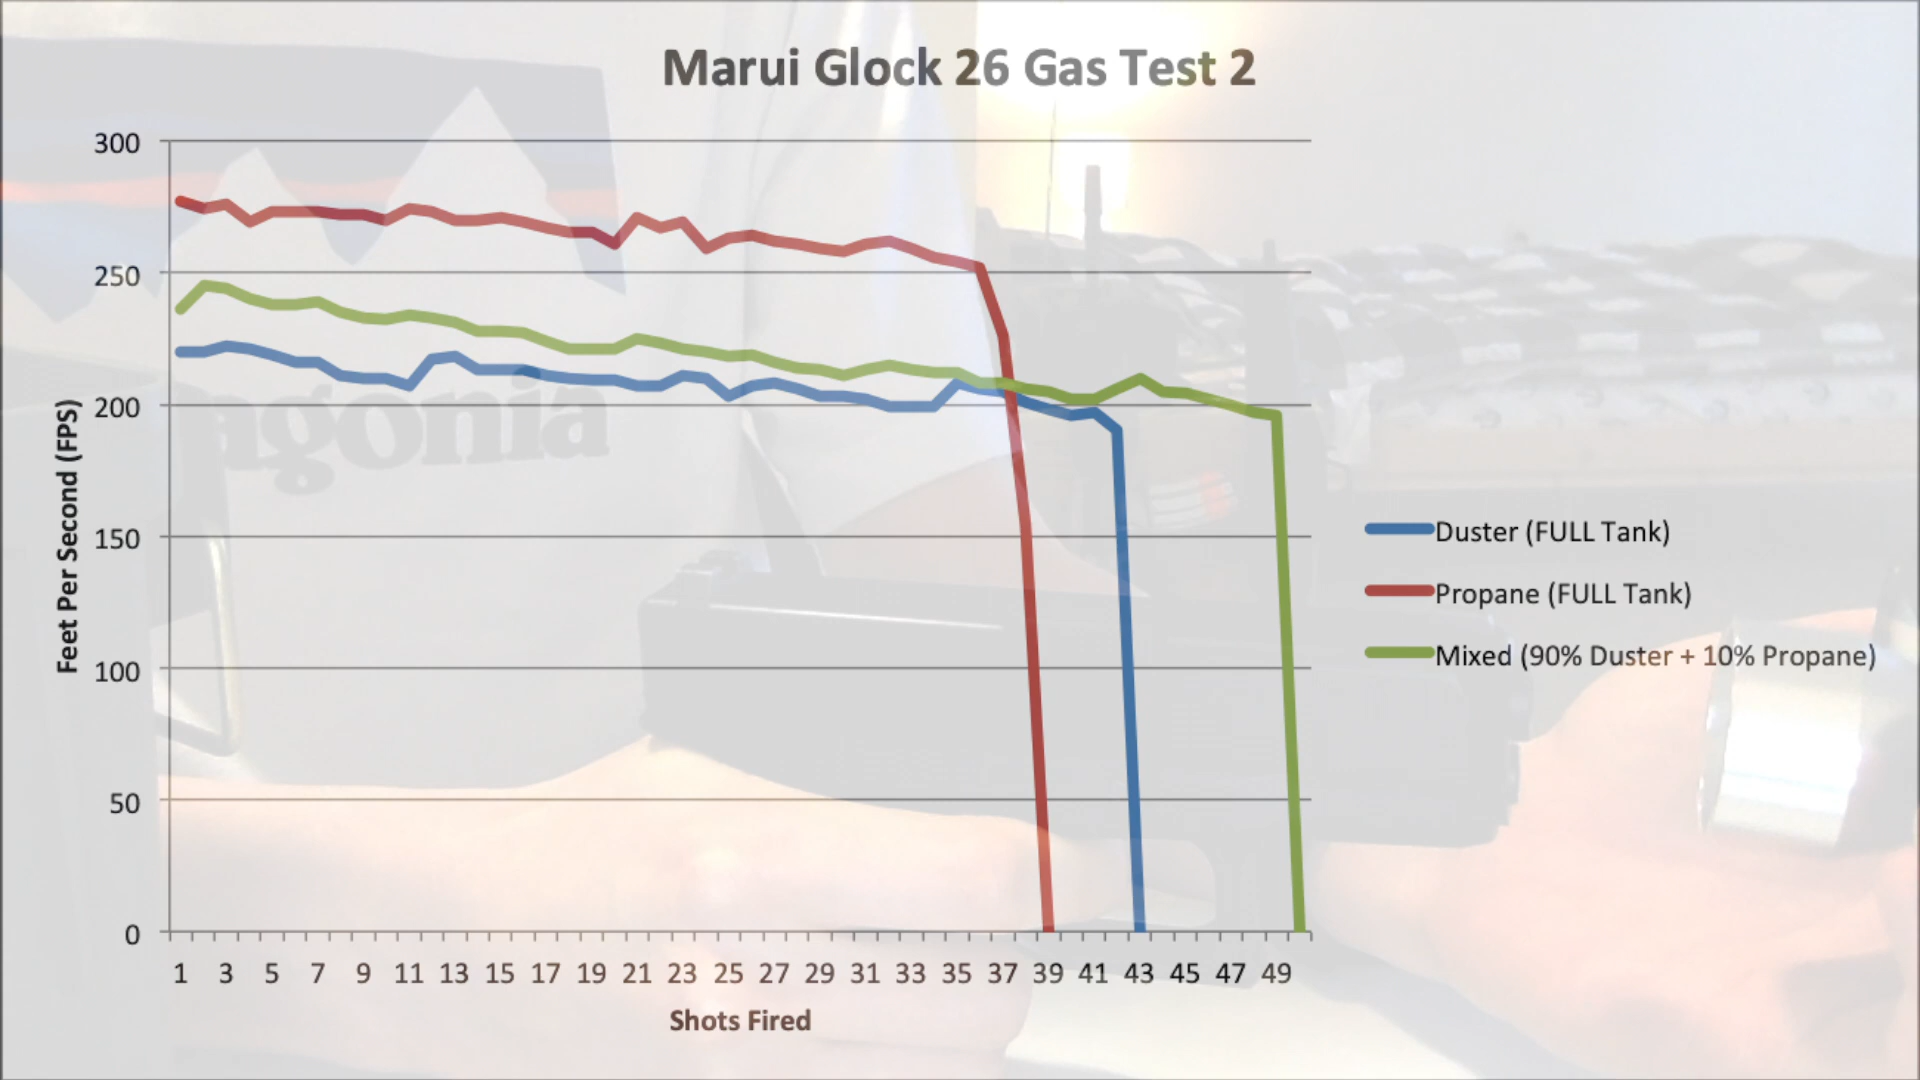 Marui Glock 26 Gas Test 2
300
250
200
150
100
50
0
Feet Per Second (FPS)
1 3 5 7 9 11 13 15 17 19 21 23 25 27 29 31 33 35 37 39 41 43 45 47 49
Shots Fired
Duster (FULL Tank)
Propane (FULL Tank)
Mixed (90% Duster + 10% Propane)
agonia